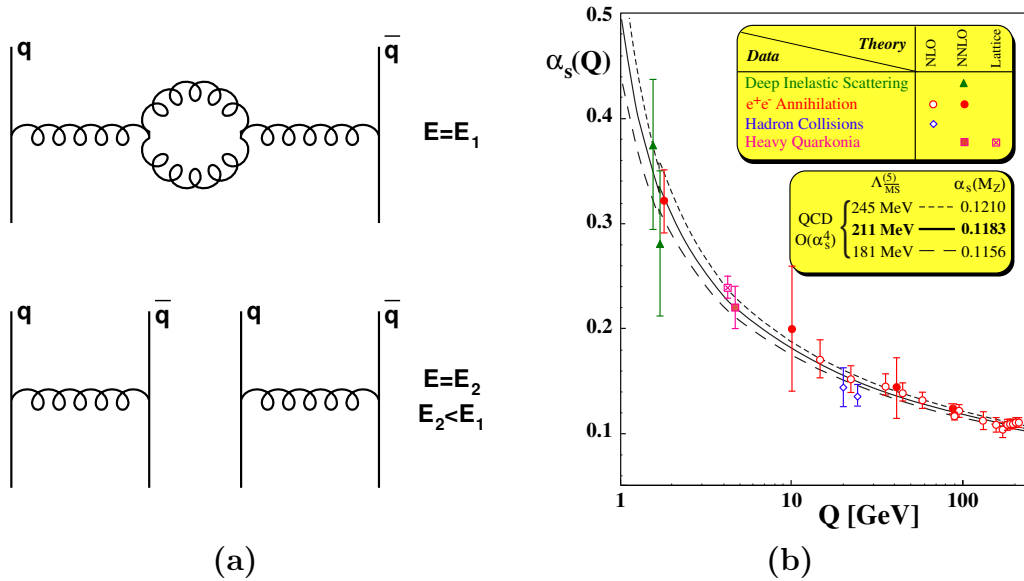 q q̅
E=E₁
q q̅ q q̅
E=E₂
E₂<E₁
(a)
0.5
αₛ(Q)
0.4
0.3
0.2
0.1
1 10 100
Q [GeV]
Theory
Data
NLO
NNLO
Lattice
Deep Inelastic Scattering
e⁺e⁻ Annihilation
Hadron Collisions
Heavy Quarkonia
Λ(5)MS̅ αₛ(M_Z)
QCD O(αₛ⁴)
245 MeV 0.1210
211 MeV 0.1183
181 MeV 0.1156
(b)